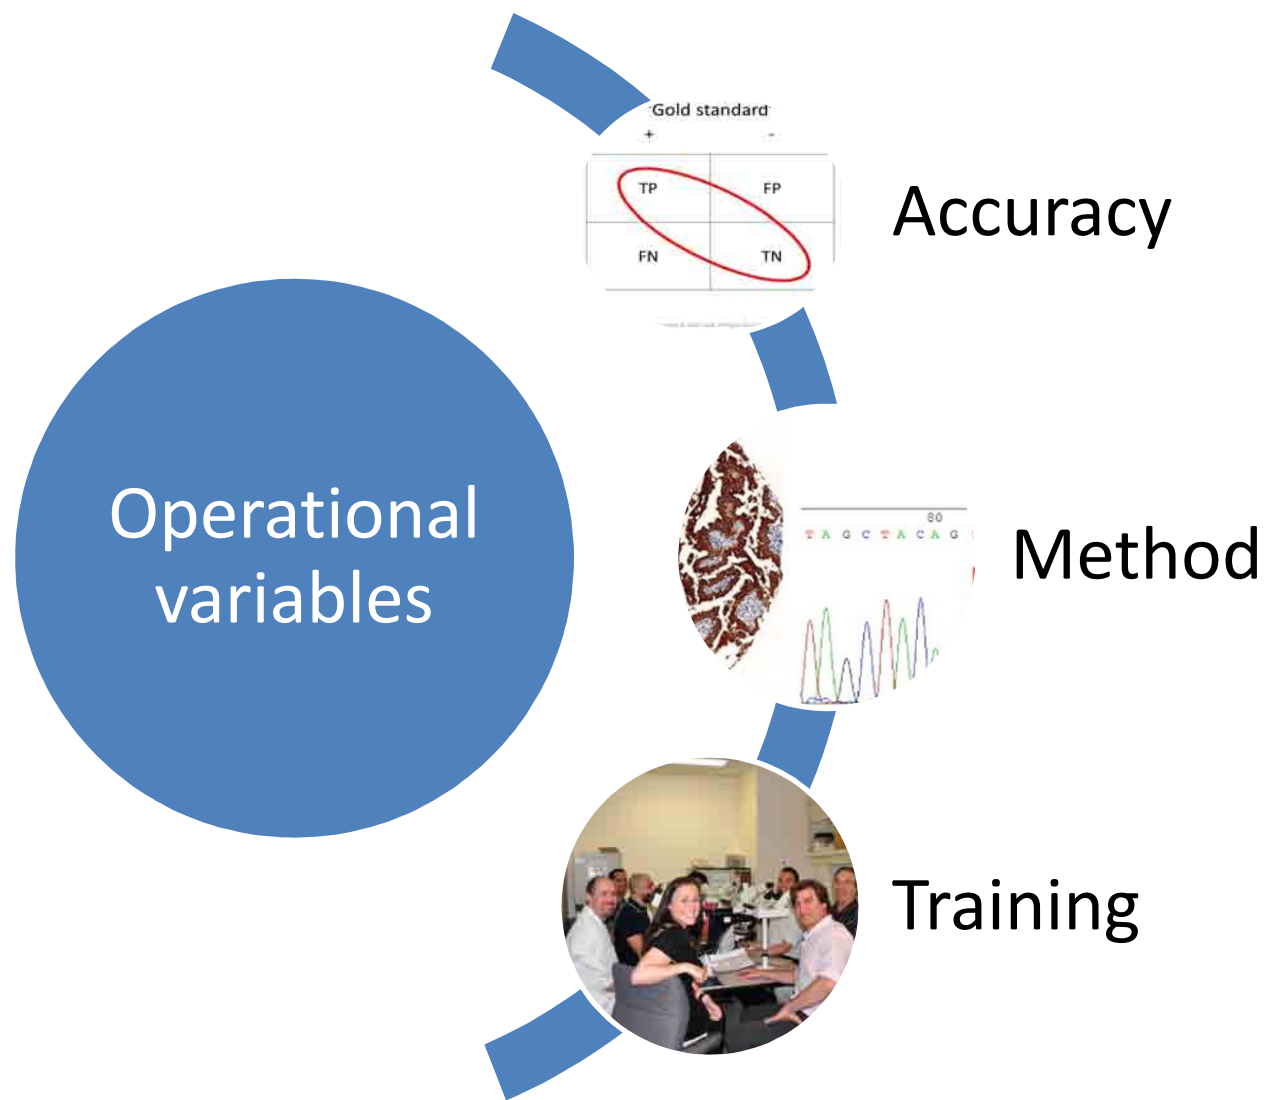 Gold standard
+ -
TP FP
FN TN
Accuracy
Operational
variables
80
T A G C T A C A G
Method
Training